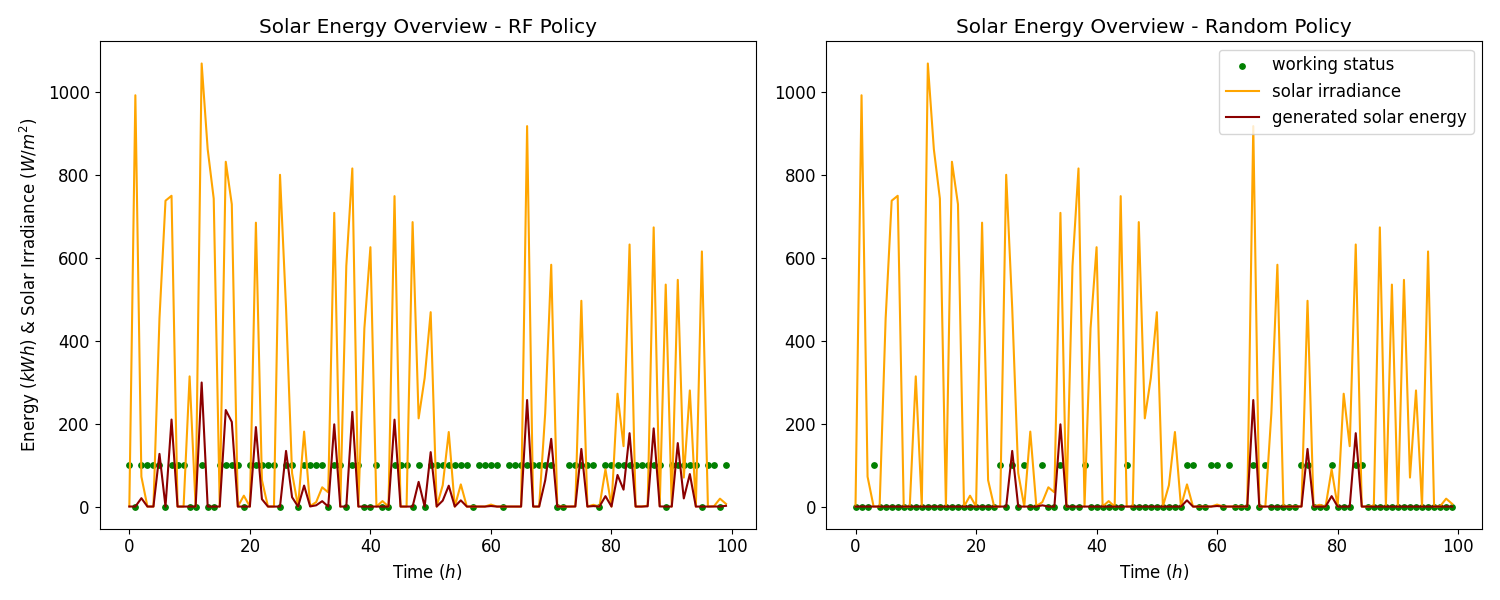 Solar Energy Overview - RF Policy
Energy (kWh) & Solar Irradiance (W/m²)
1000
800
600
400
200
0
0 20 40 60 80 100
Time (h)
Solar Energy Overview - Random Policy
working status
solar irradiance
generated solar energy
1000
800
600
400
200
0
0 20 40 60 80 100
Time (h)